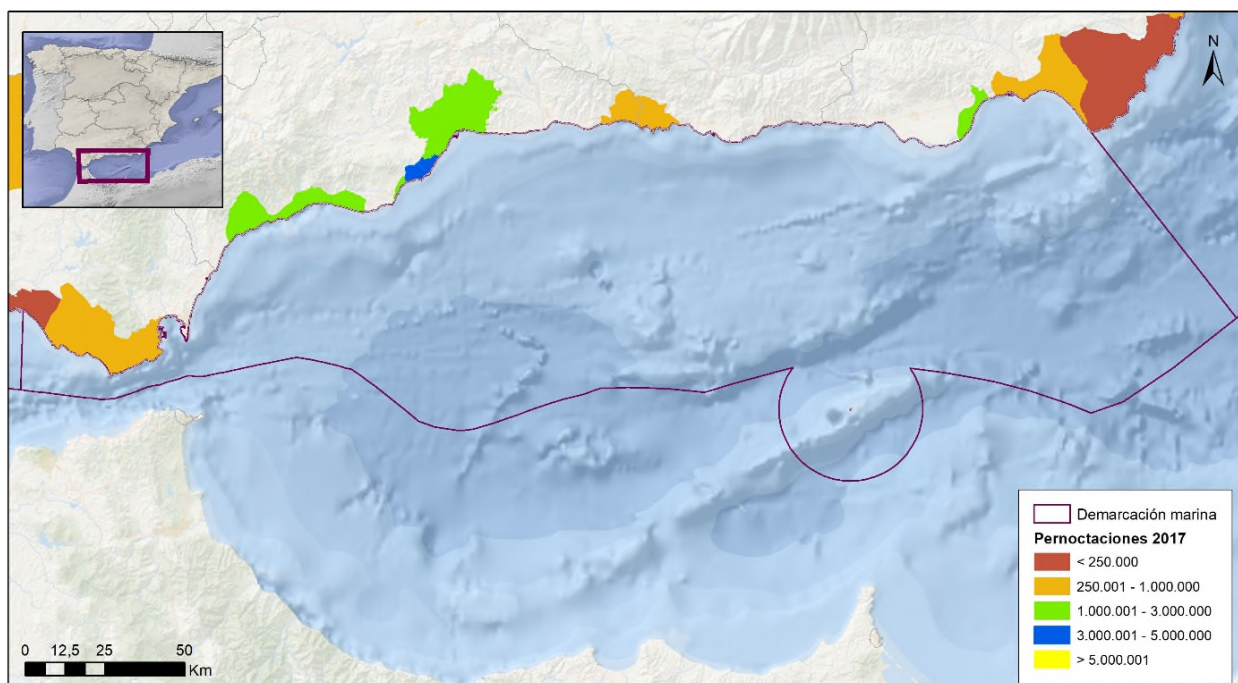 N
Demarcación marina
Pernoctaciones 2017
< 250.000
250.001 - 1.000.000
1.000.001 - 3.000.000
3.000.001 - 5.000.000
> 5.000.001
0 12,5 25 50
Km